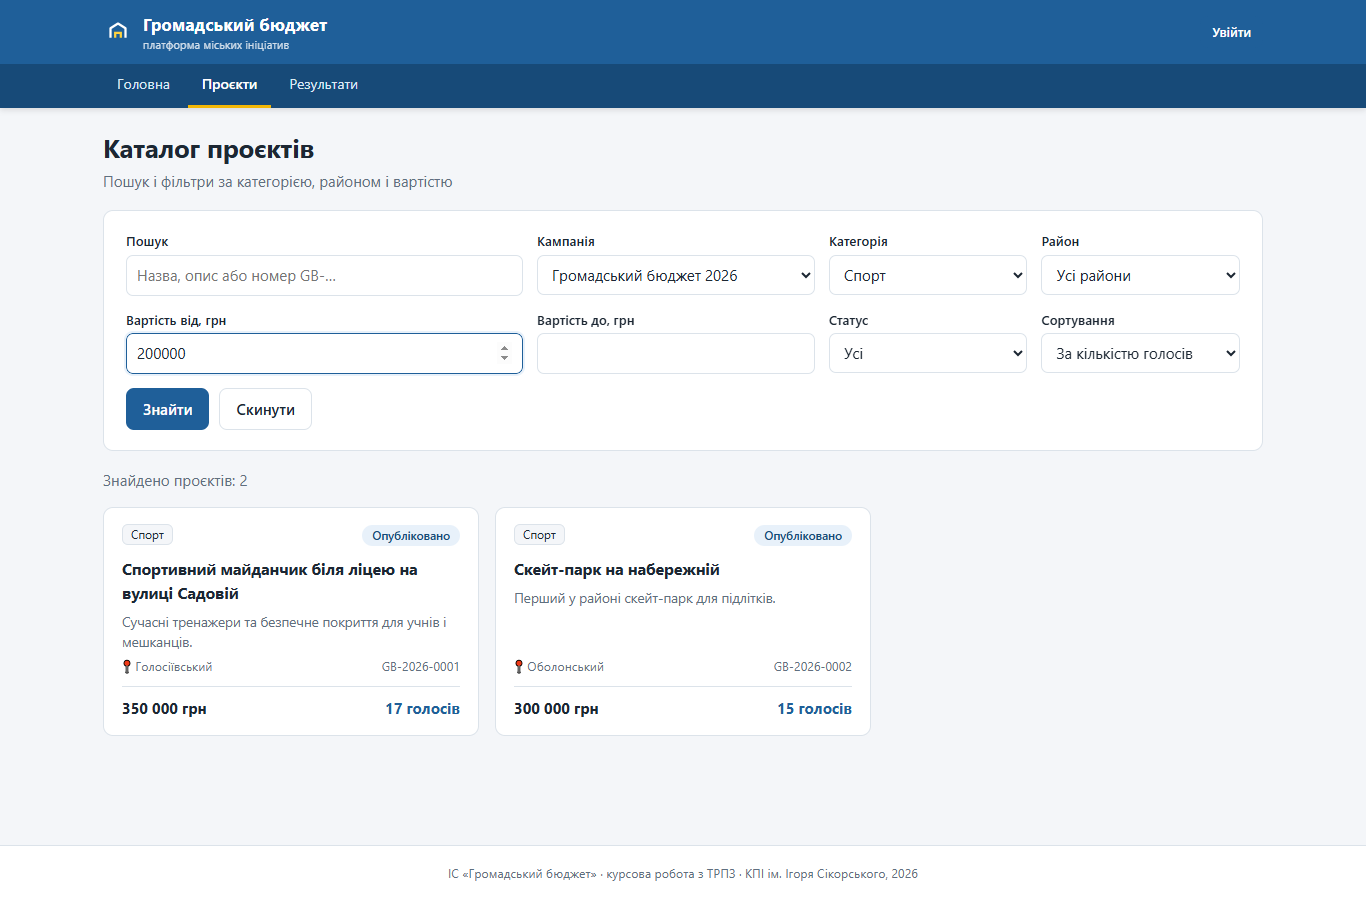 Громадський бюджет
платформа міських ініціатив
Увійти
Головна
Проєкти
Результати
Каталог проєктів
Пошук і фільтри за категорією, районом і вартістю
Пошук
Кампанія
Категорія
Район
Назва, опис або номер GB-...
Громадський бюджет 2026
Спорт
Усі райони
Вартість від, грн
Вартість до, грн
Статус
Сортування
200000
Усі
За кількістю голосів
Знайти
Скинути
Знайдено проєктів: 2
Спорт
Опубліковано
Спортивний майданчик біля ліцею на
вулиці Садовій
Сучасні тренажери та безпечне покриття для учнів і
мешканців.
Голосіївський
GB-2026-0001
350 000 грн
17 голосів
Спорт
Опубліковано
Скейт-парк на набережній
Перший у районі скейт-парк для підлітків.
Оболонський
GB-2026-0002
300 000 грн
15 голосів
ІС «Громадський бюджет» · курсова робота з ТРПЗ · КПІ ім. Ігоря Сікорського, 2026